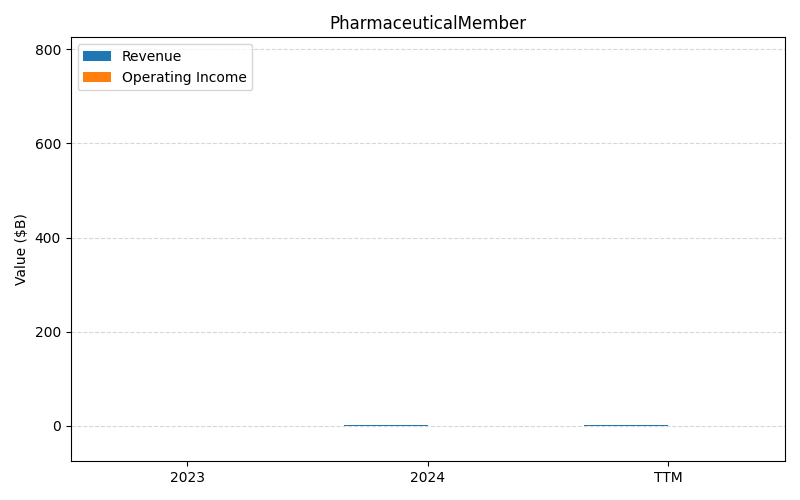 PharmaceuticalMember
Revenue
Operating Income
Value ($B)
800
600
400
200
0
2023 2024 TTM